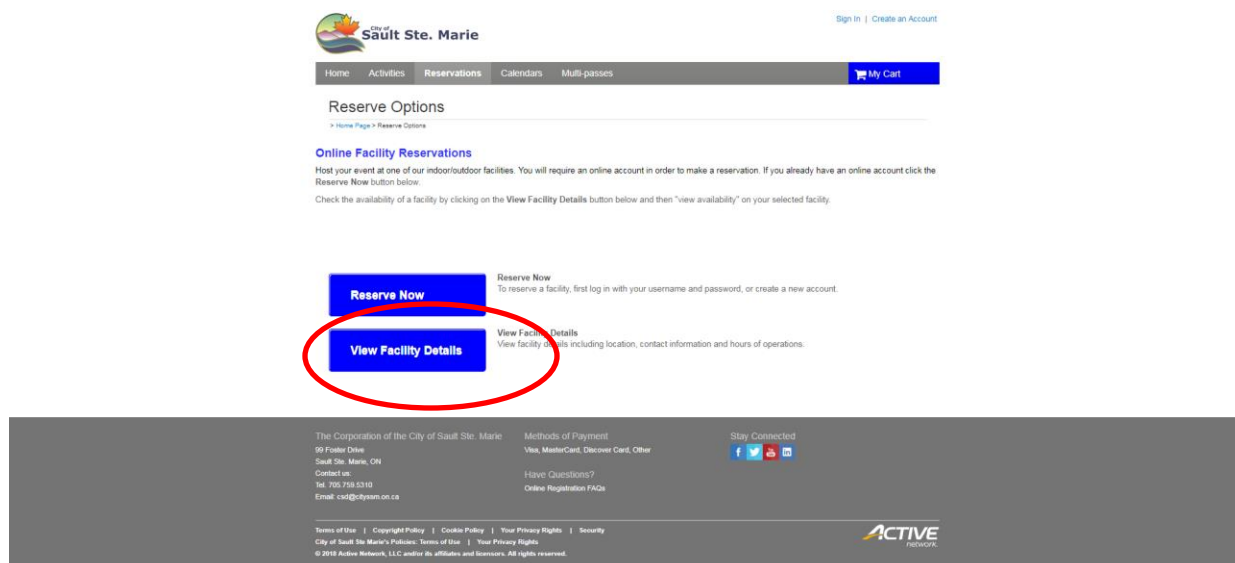 Sign In | Create an Account
City of
Sault Ste. Marie
Home Activities Reservations Calendars Multi-passes My Cart
Reserve Options
> Home Page > Reserve Options
Online Facility Reservations
Host your event at one of our indoor/outdoor facilities. You will require an online account in order to make a reservation. If you already have an online account click the
Reserve Now button below.
Check the availability of a facility by clicking on the View Facility Details button below and then "view availability" on your selected facility.
Reserve Now
Reserve Now
To reserve a facility, first log in with your username and password, or create a new account.
View Facility Details
View Facility Details
View facility details including location, contact information and hours of operations.
The Corporation of the City of Sault Ste. Marie
99 Foster Drive
Sault Ste. Marie, ON
Contact us:
Tel. 705.759.5310
Email: csd@cityssm.on.ca
Methods of Payment
Visa, MasterCard, Discover Card, Other
Have Questions?
Online Registration FAQs
Stay Connected
Terms of Use | Copyright Policy | Cookie Policy | Your Privacy Rights | Security
City of Sault Ste Marie's Policies: Terms of Use | Your Privacy Rights
© 2018 Active Network, LLC and/or its affiliates and licensors. All rights reserved.
ACTIVE
network.